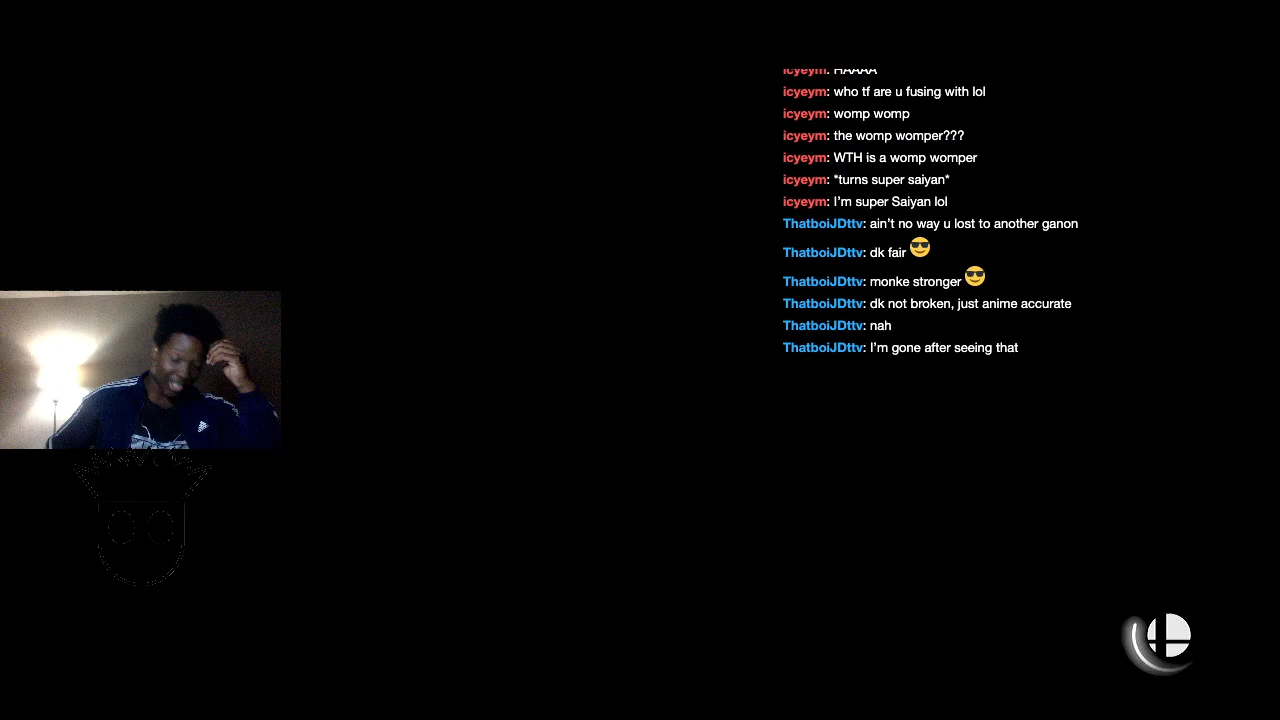 icyeym: HAAAA
icyeym: who tf are u fusing with lol
icyeym: womp womp
icyeym: the womp womper???
icyeym: WTH is a womp womper
icyeym: *turns super saiyan*
icyeym: I'm super Saiyan lol
ThatboiJDttv: ain't no way u lost to another ganon
ThatboiJDttv: dk fair 😎
ThatboiJDttv: monke stronger 😎
ThatboiJDttv: dk not broken, just anime accurate
ThatboiJDttv: nah
ThatboiJDttv: I'm gone after seeing that